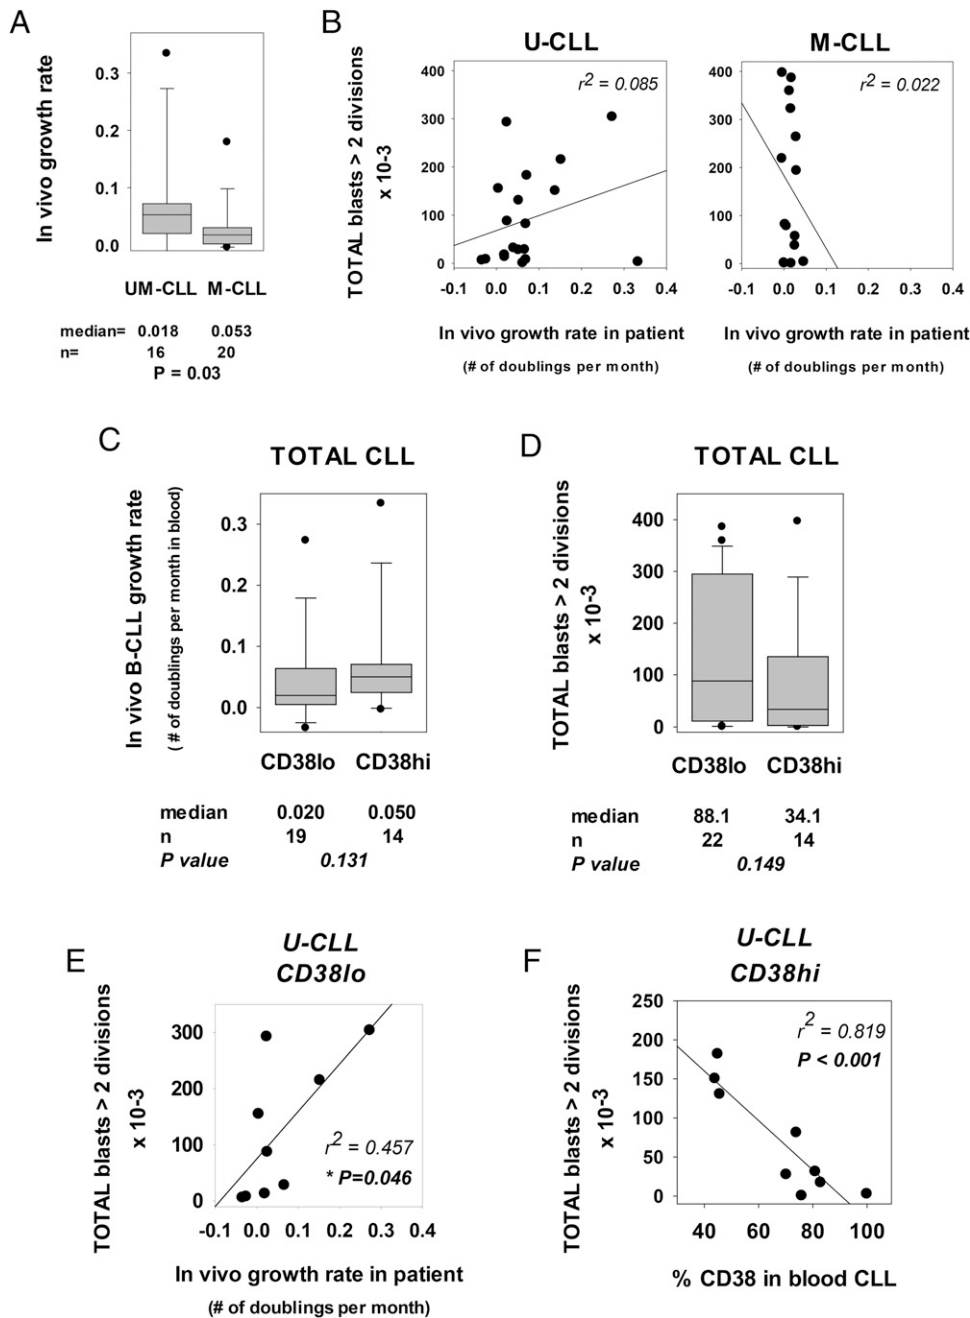 A
In vivo growth rate
0.3
0.2
0.1
0.0
UM-CLL M-CLL
median= 0.018 0.053
n= 16 20
P = 0.03
B
U-CLL
TOTAL blasts > 2 divisions
x 10-3
r2 = 0.085
400
300
200
100
0
-0.1 0.0 0.1 0.2 0.3 0.4
In vivo growth rate in patient
(# of doublings per month)
M-CLL
r2 = 0.022
400
300
200
100
0
-0.1 0.0 0.1 0.2 0.3 0.4
In vivo growth rate in patient
(# of doublings per month)
C
TOTAL CLL
In vivo B-CLL growth rate
( # of doublings per month in blood)
0.3
0.2
0.1
0.0
CD38lo CD38hi
median 0.020 0.050
n 19 14
P value 0.131
D
TOTAL CLL
TOTAL blasts > 2 divisions
x 10-3
400
300
200
100
0
CD38lo CD38hi
median 88.1 34.1
n 22 14
P value 0.149
E
U-CLL
CD38lo
TOTAL blasts > 2 divisions
x 10-3
300
200
100
0
r2 = 0.457
* P=0.046
-0.1 0.0 0.1 0.2 0.3 0.4
In vivo growth rate in patient
(# of doublings per month)
F
U-CLL
CD38hi
TOTAL blasts > 2 divisions
x 10-3
250
200
150
100
50
0
r2 = 0.819
P < 0.001
40 60 80 100
% CD38 in blood CLL